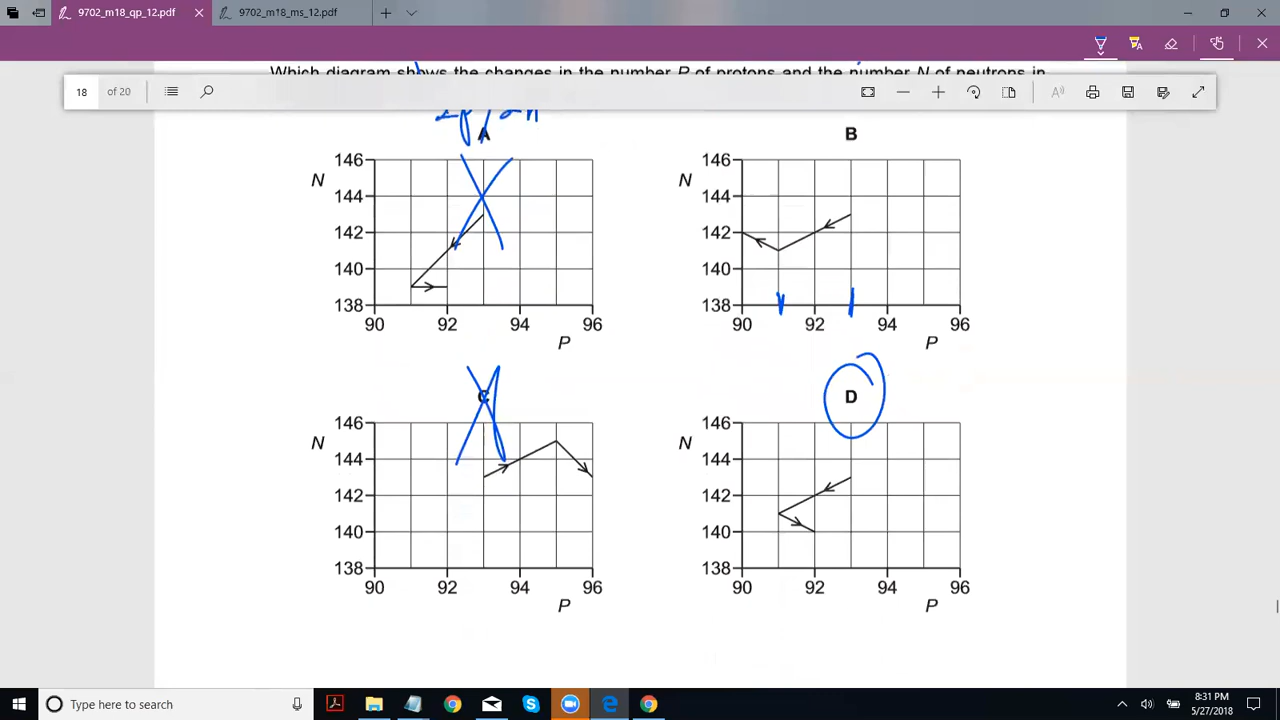 9702_m18_qp_12.pdf
9702_m18_ms_12.pdf
Which diagram shows the changes in the number P of protons and the number N of neutrons in
18 of 20
A
B
N
146
144
142
140
138
90 92 94 96
P
N
146
144
142
140
138
90 92 94 96
P
C
D
N
146
144
142
140
138
90 92 94 96
P
N
146
144
142
140
138
90 92 94 96
P
Type here to search
8:31 PM
5/27/2018